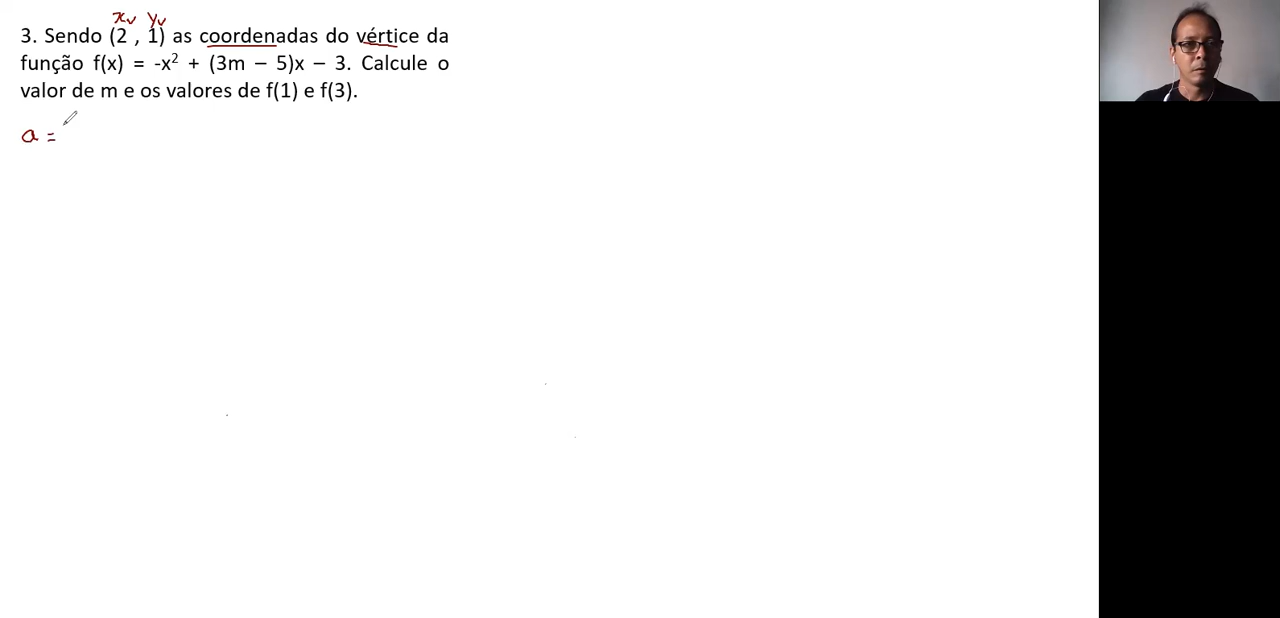 xv yv
3. Sendo (2 , 1) as coordenadas do vértice da
função f(x) = -x² + (3m – 5)x – 3. Calcule o
valor de m e os valores de f(1) e f(3).
a =